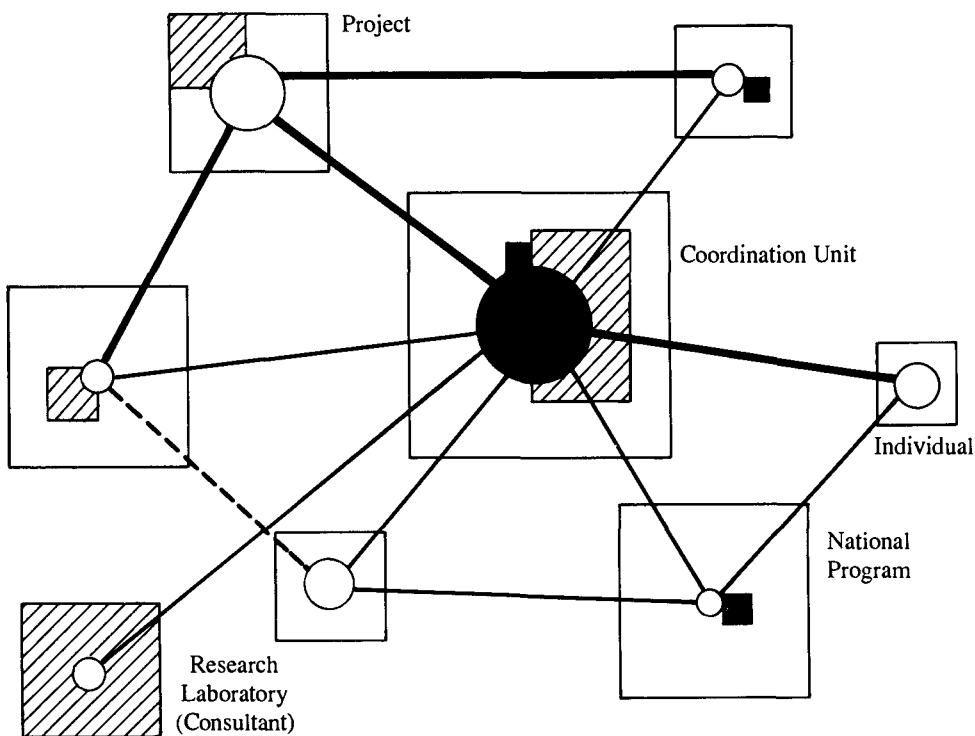 Project
Coordination Unit
Individual
National
Program
Research
Laboratory
(Consultant)